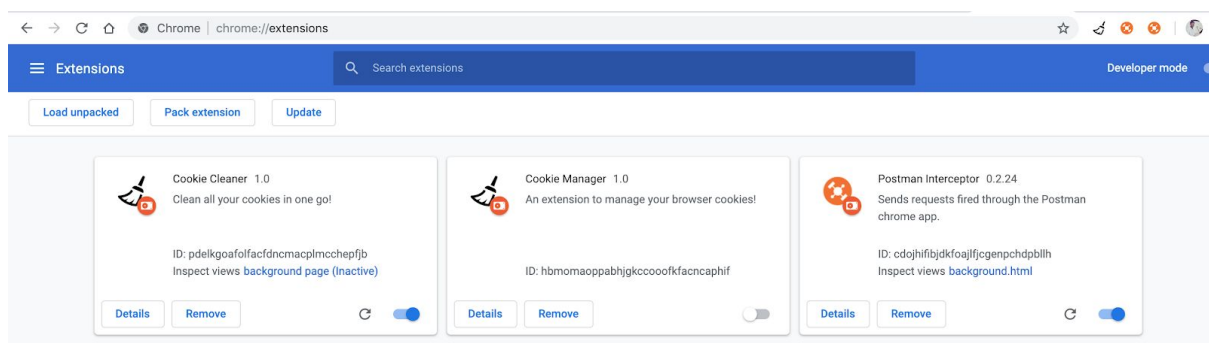 Chrome | chrome://extensions
Extensions
Search extensions
Developer mode
Load unpacked
Pack extension
Update
Cookie Cleaner 1.0
Clean all your cookies in one go!
ID: pdelkgoafolfacfdncmacplmcchepfjb
Inspect views background page (Inactive)
Details
Remove
Cookie Manager 1.0
An extension to manage your browser cookies!
ID: hbmomaoppabhjgkccooofkfacncaphif
Details
Remove
Postman Interceptor 0.2.24
Sends requests fired through the Postman
chrome app.
ID: cdojhifibjdkfoajlfjcgenpchdpbllh
Inspect views background.html
Details
Remove